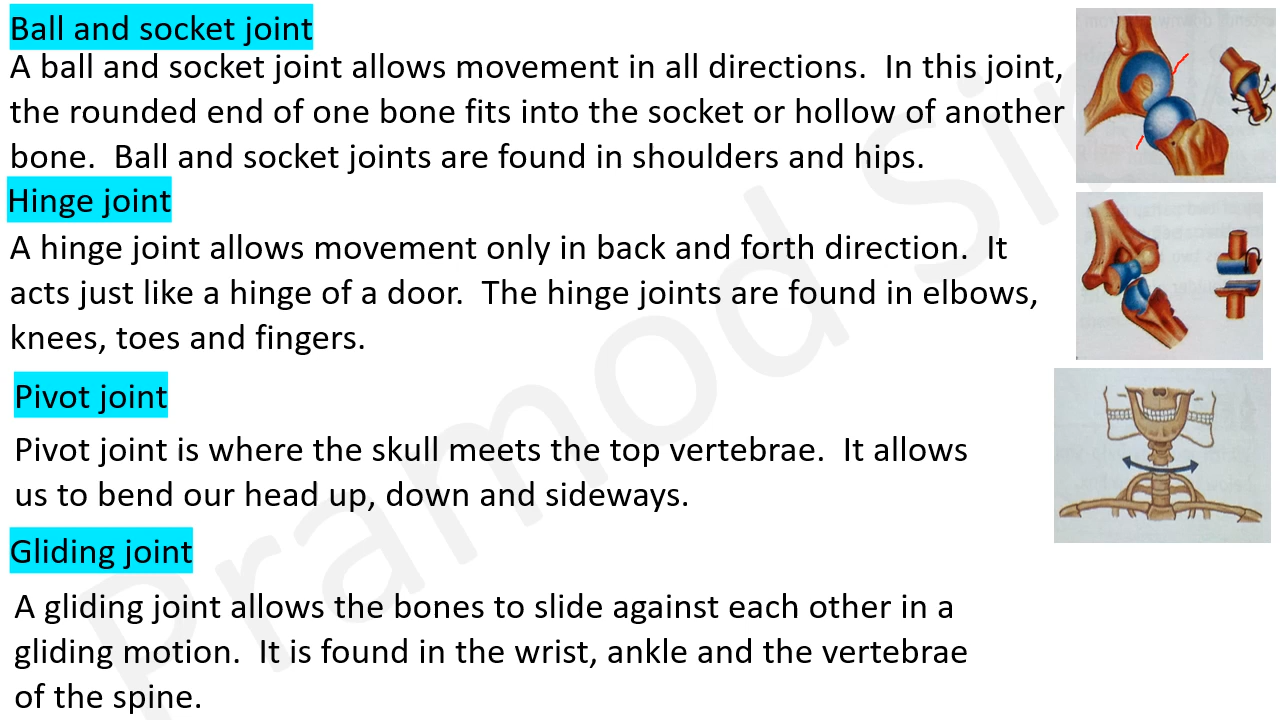 Ball and socket joint
A ball and socket joint allows movement in all directions.  In this joint,
the rounded end of one bone fits into the socket or hollow of another
bone.  Ball and socket joints are found in shoulders and hips.
Hinge joint
A hinge joint allows movement only in back and forth direction.  It
acts just like a hinge of a door.  The hinge joints are found in elbows,
knees, toes and fingers.
Pivot joint
Pivot joint is where the skull meets the top vertebrae.  It allows
us to bend our head up, down and sideways.
Gliding joint
A gliding joint allows the bones to slide against each other in a
gliding motion.  It is found in the wrist, ankle and the vertebrae
of the spine.
Pramod